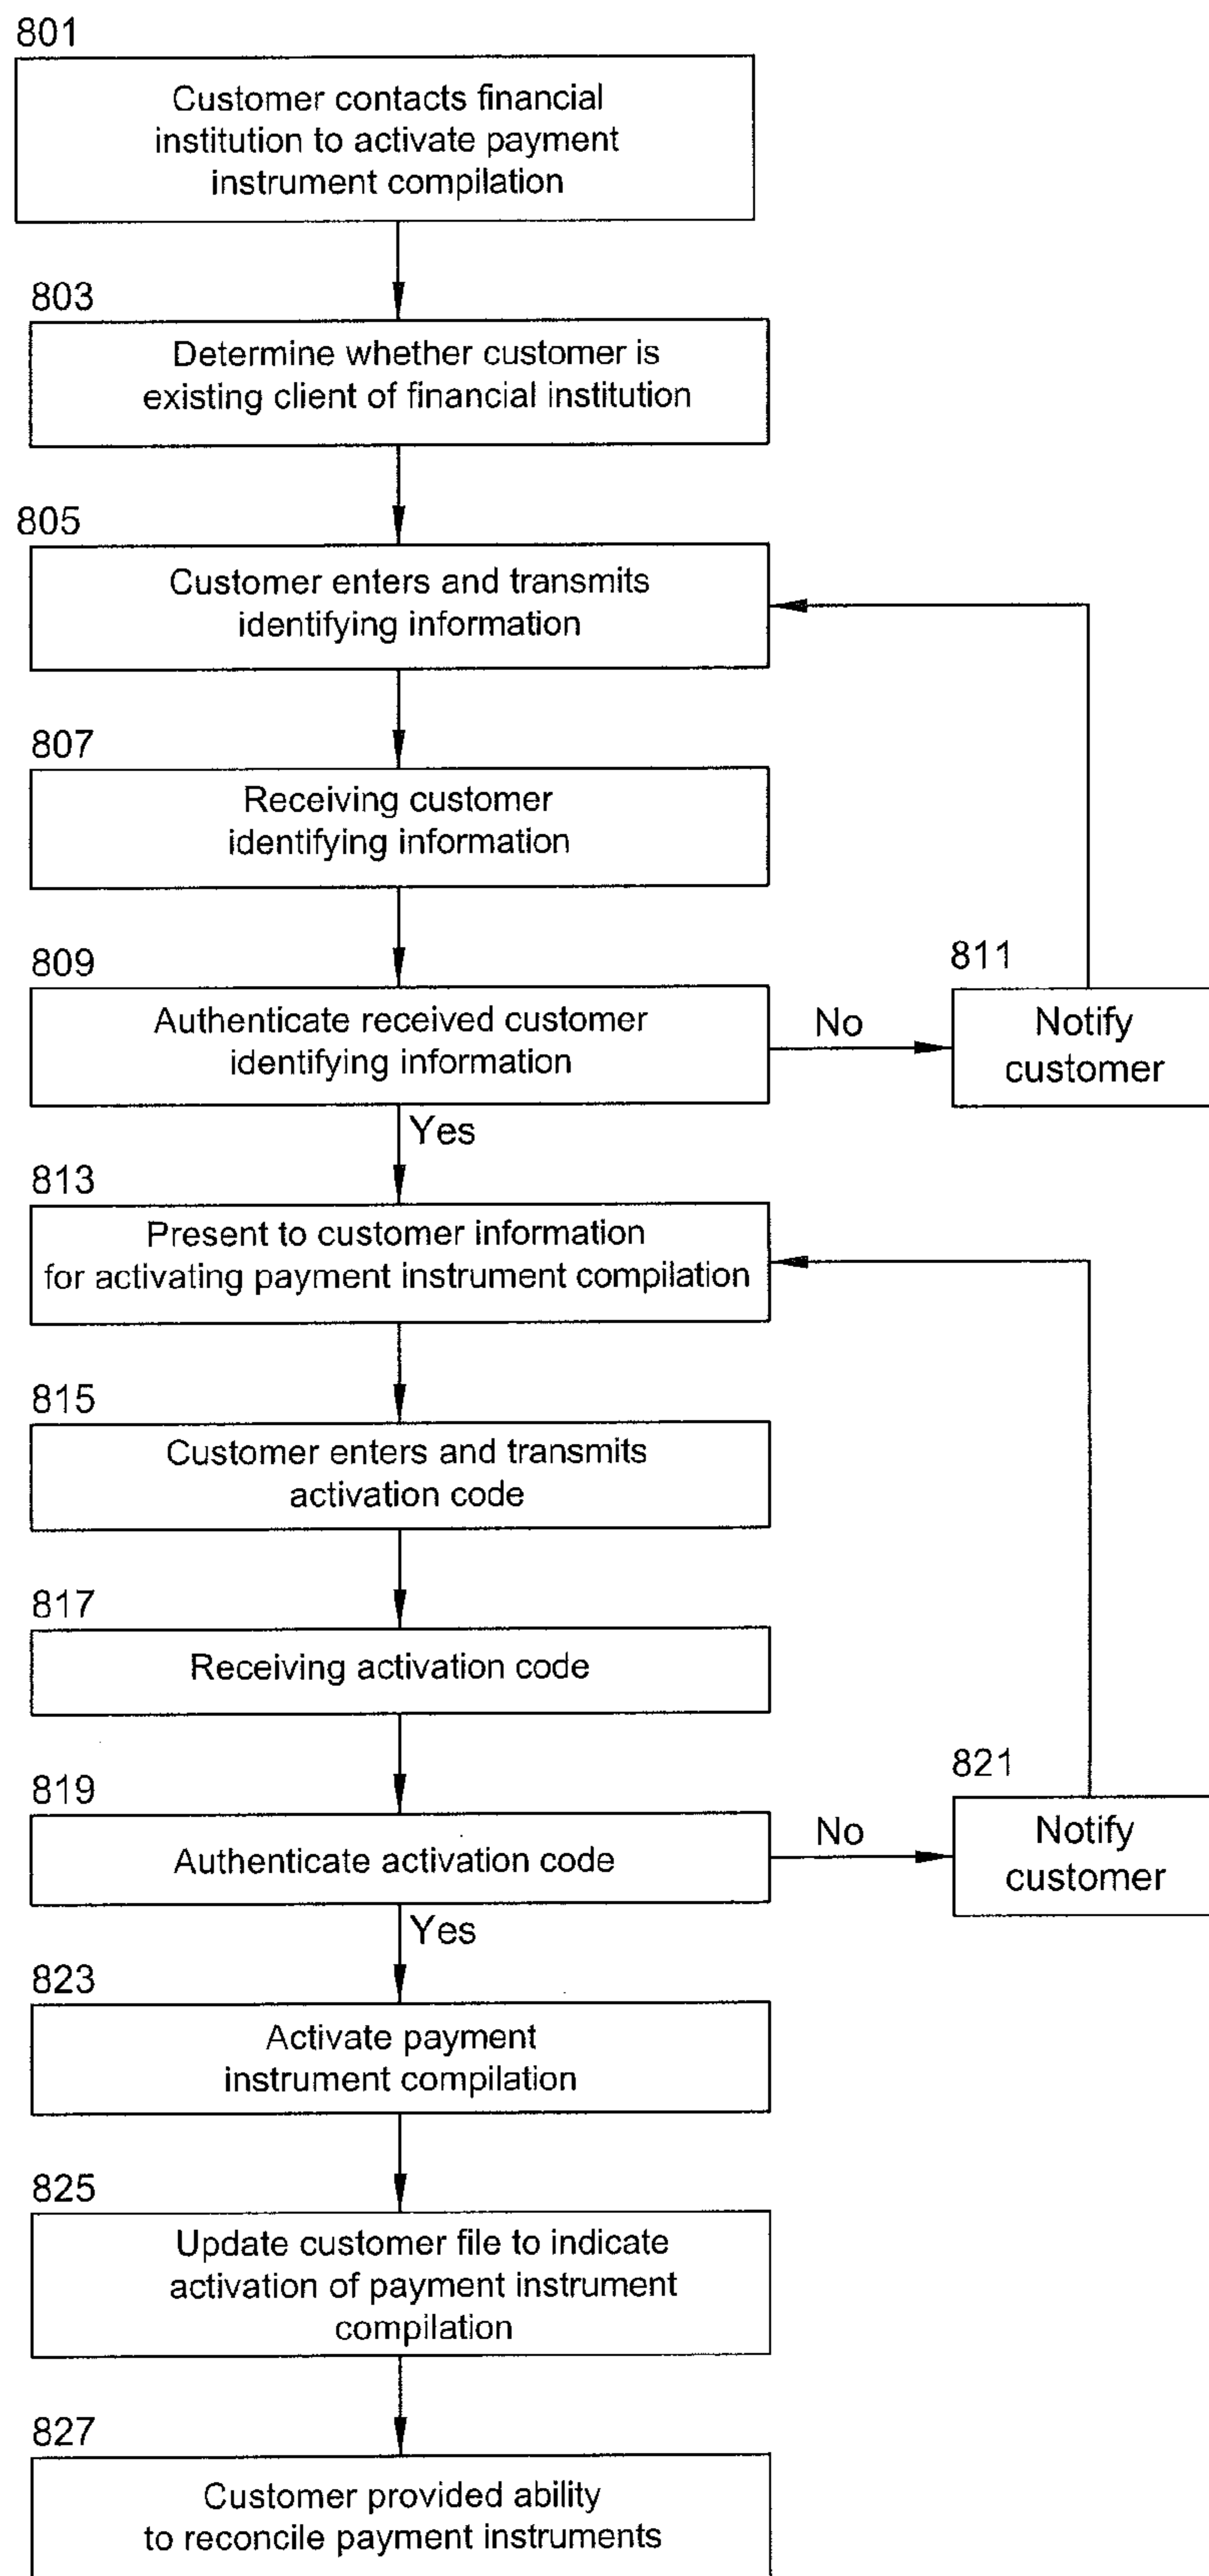 801
Customer contacts financial
institution to activate payment
instrument compilation
803
Determine whether customer is
existing client of financial institution
805
Customer enters and transmits
identifying information
807
Receiving customer
identifying information
809
Authenticate received customer
identifying information
No
811
Notify
customer
Yes
813
Present to customer information
for activating payment instrument compilation
815
Customer enters and transmits
activation code
817
Receiving activation code
819
Authenticate activation code
No
821
Notify
customer
Yes
823
Activate payment
instrument compilation
825
Update customer file to indicate
activation of payment instrument
compilation
827
Customer provided ability
to reconcile payment instruments